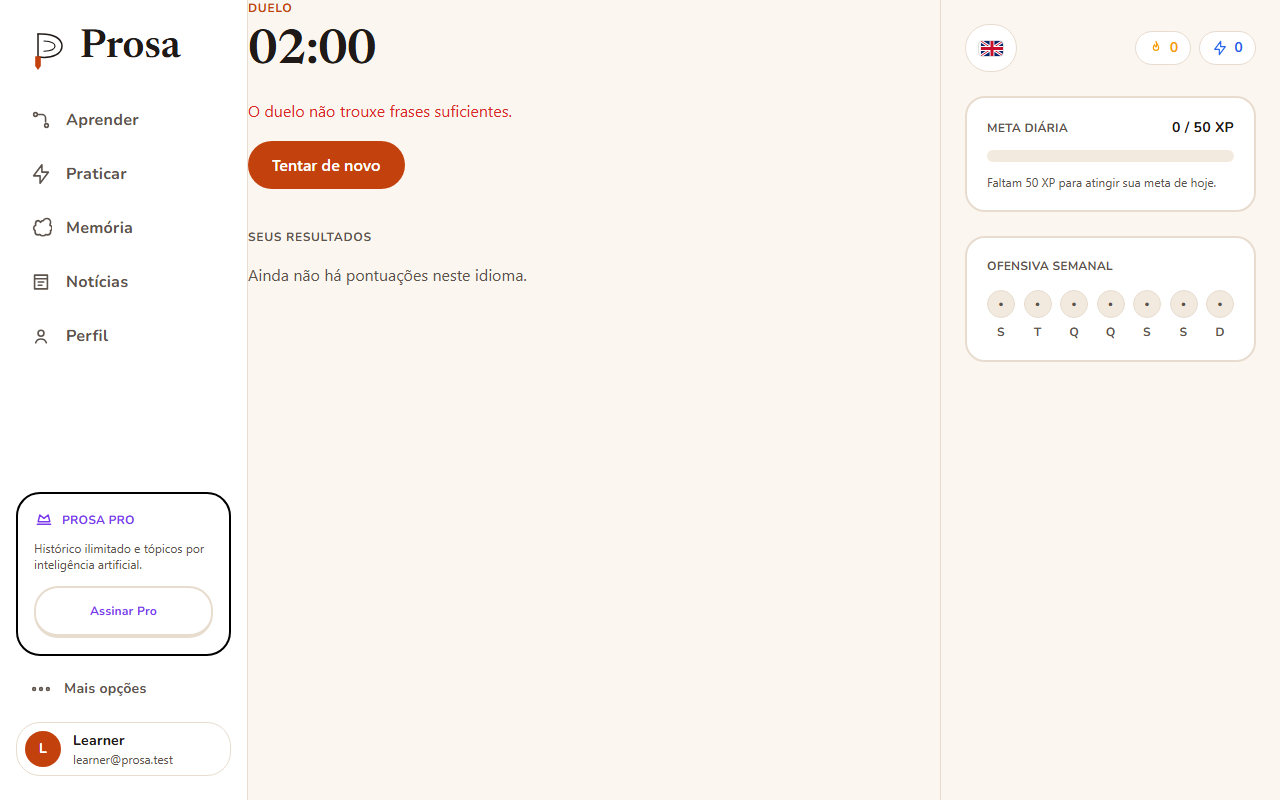 Prosa
Aprender
Praticar
Memória
Notícias
Perfil
PROSA PRO
Histórico ilimitado e tópicos por
inteligência artificial.
Assinar Pro
Mais opções
L
Learner
learner@prosa.test
DUELO
02:00
O duelo não trouxe frases suficientes.
Tentar de novo
SEUS RESULTADOS
Ainda não há pontuações neste idioma.
0
0
META DIÁRIA
0 / 50 XP
Faltam 50 XP para atingir sua meta de hoje.
OFENSIVA SEMANAL
S T Q Q S S D